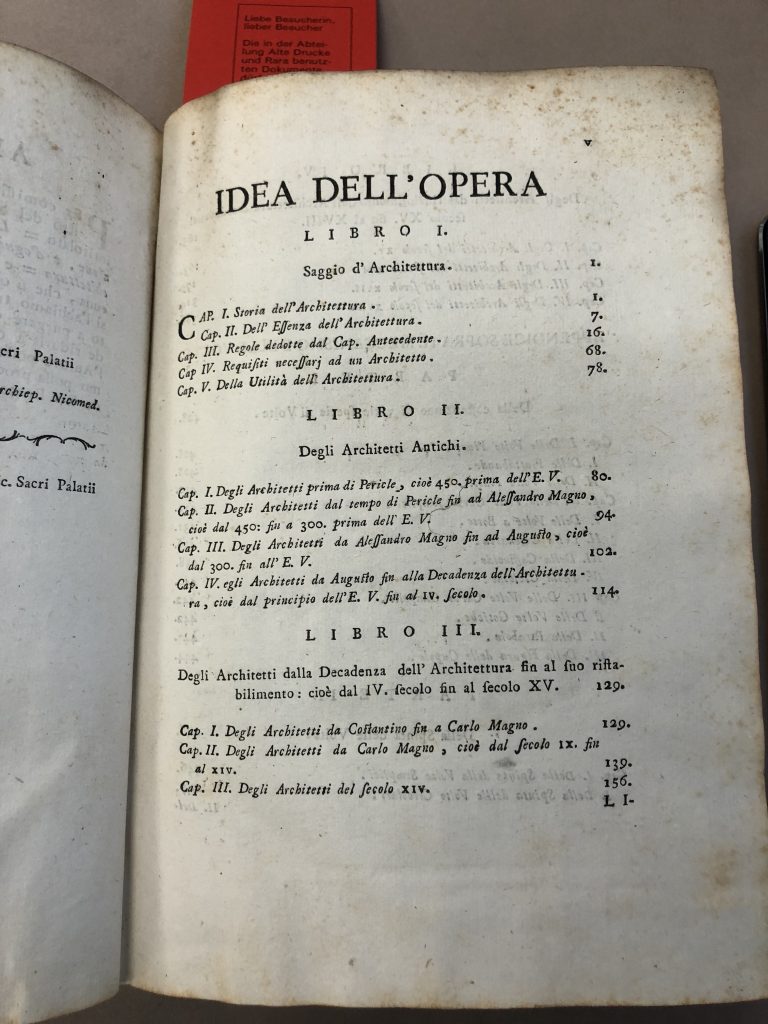 Liebe Besucherin,
lieber Besucher
Die in der Abtei-
lung Alte Drucke
und Rara benutz-
ten Dokumente
cri Palatii
rchiep. Nicomed.
c. Sacri Palatii
v
IDEA DELL'OPERA
LIBRO I.
Saggio d'Architettura. 1.
CAP. I. Storia dell'Architettura. 1.
Cap. II. Dell' Eſſenza dell'Architettura. 7.
Cap. III. Regole dedotte dal Cap. Antecedente. 16.
Cap IV. Requiſiti neceſſarj ad un Architetto. 68.
Cap. V. Della Utilità dell' Architettura. 78.
LIBRO II.
Degli Architetti Antichi.
Cap. I. Degli Architetti prima di Pericle, cioè 450. prima dell'E. V. 80.
Cap. II. Degli Architetti dal tempo di Pericle fin ad Aleſſandro Magno,
cioè dal 450: fin a 300. prima dell' E. V. 94.
Cap. III. Degli Architetti da Aleſſandro Magno fin ad Auguſto, cioè
dal 300. fin all' E. V. 102.
Cap. IV. egli Architetti da Auguſto fin alla Decadenza dell'Architettu-
ra, cioè dal principio dell'E. V. fin al IV. ſecolo. 114.
LIBRO III.
Degli Architetti dalla Decadenza dell'Architettura fin al ſuo riſta-
bilimento: cioè dal IV. ſecolo fin al ſecolo XV. 129.
Cap. I. Degli Architetti da Coſtantino fin a Carlo Magno. 129.
Cap. II. Degli Architetti da Carlo Magno, cioè dal ſecolo IX. fin
al XIV. 139.
Cap. III. Degli Architetti del ſecolo XIV. 156.
LI-